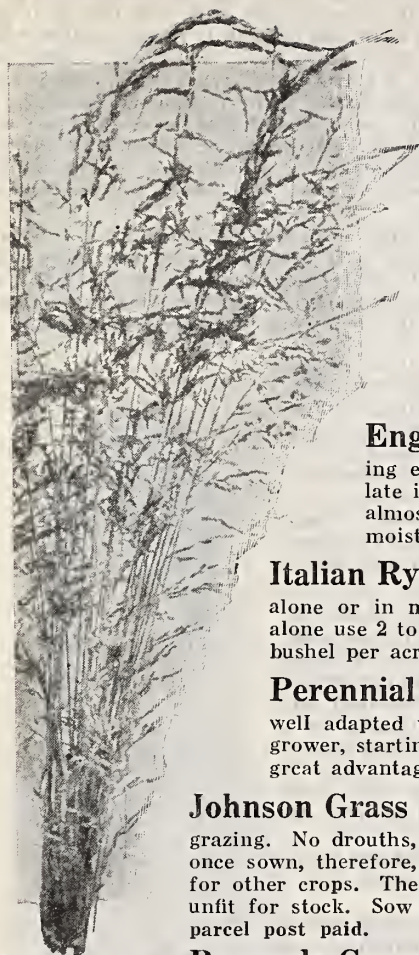 Eng
ing e
late i
almos
moist
Italian Ry
alone or in m
alone use 2 to
bushel per acr
Perennial
well adapted
grower, startin
great advantag
Johnson Grass
grazing. No drouths,
once sown, therefore,
for other crops. The
unfit for stock. Sow
parcel post paid.